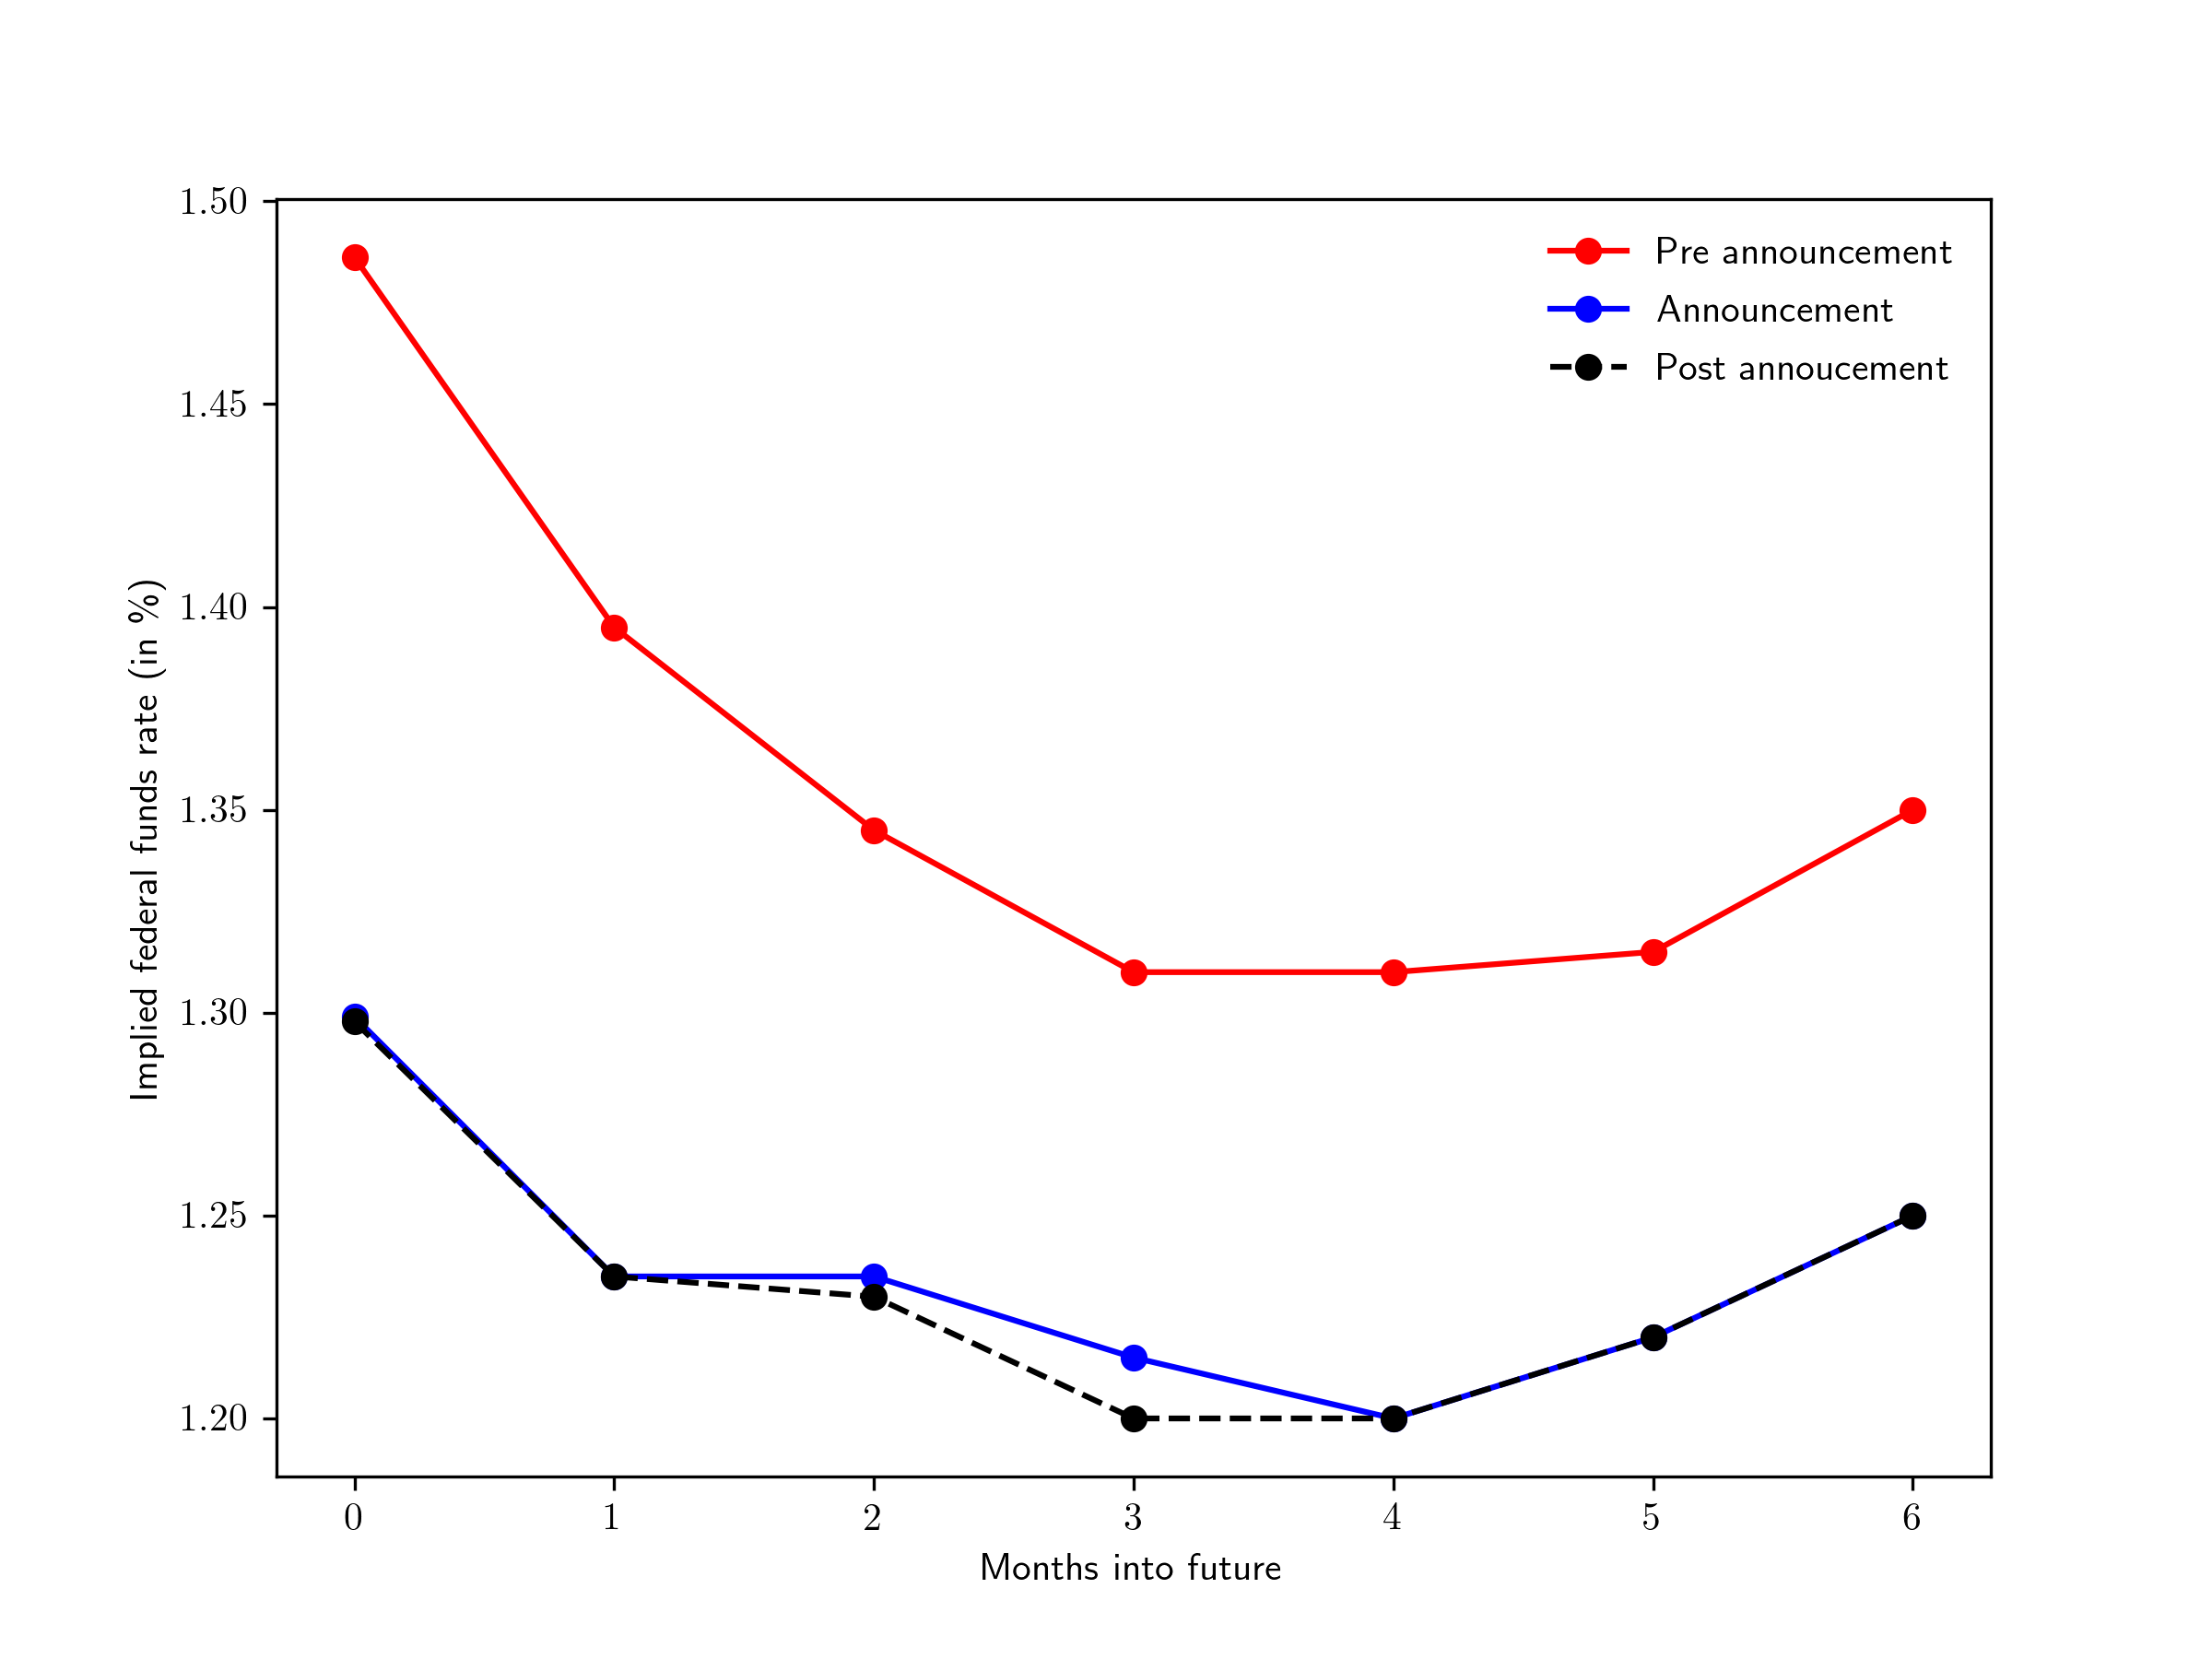 1.50
1.45
1.40
1.35
1.30
1.25
1.20
Implied federal funds rate (in %)
Pre announcement
Announcement
Post annoucement
0 1 2 3 4 5 6
Months into future